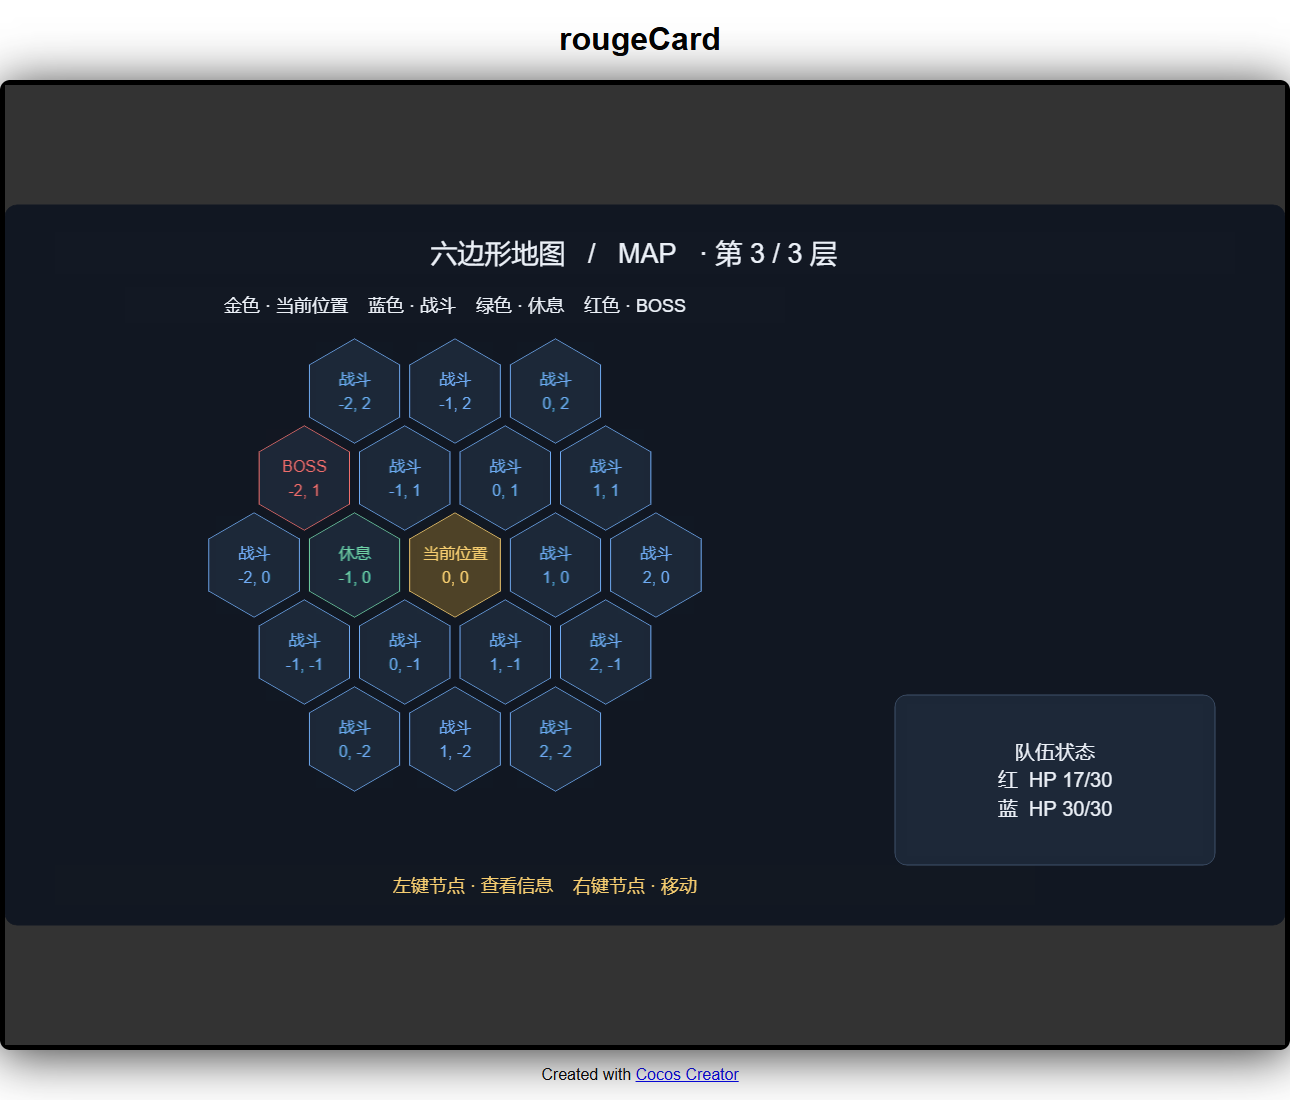 rougeCard
六边形地图 / MAP · 第 3 / 3 层
金色 · 当前位置 蓝色 · 战斗 绿色 · 休息 红色 · BOSS
战斗 战斗 战斗
-2, 2 -1, 2 0, 2
BOSS 战斗 战斗 战斗
-2, 1 -1, 1 0, 1 1, 1
战斗 休息 当前位置 战斗 战斗
-2, 0 -1, 0 0, 0 1, 0 2, 0
战斗 战斗 战斗 战斗
-1, -1 0, -1 1, -1 2, -1
战斗 战斗 战斗
0, -2 1, -2 2, -2
队伍状态
红 HP 17/30
蓝 HP 30/30
左键节点 · 查看信息 右键节点 · 移动
Created with Cocos Creator